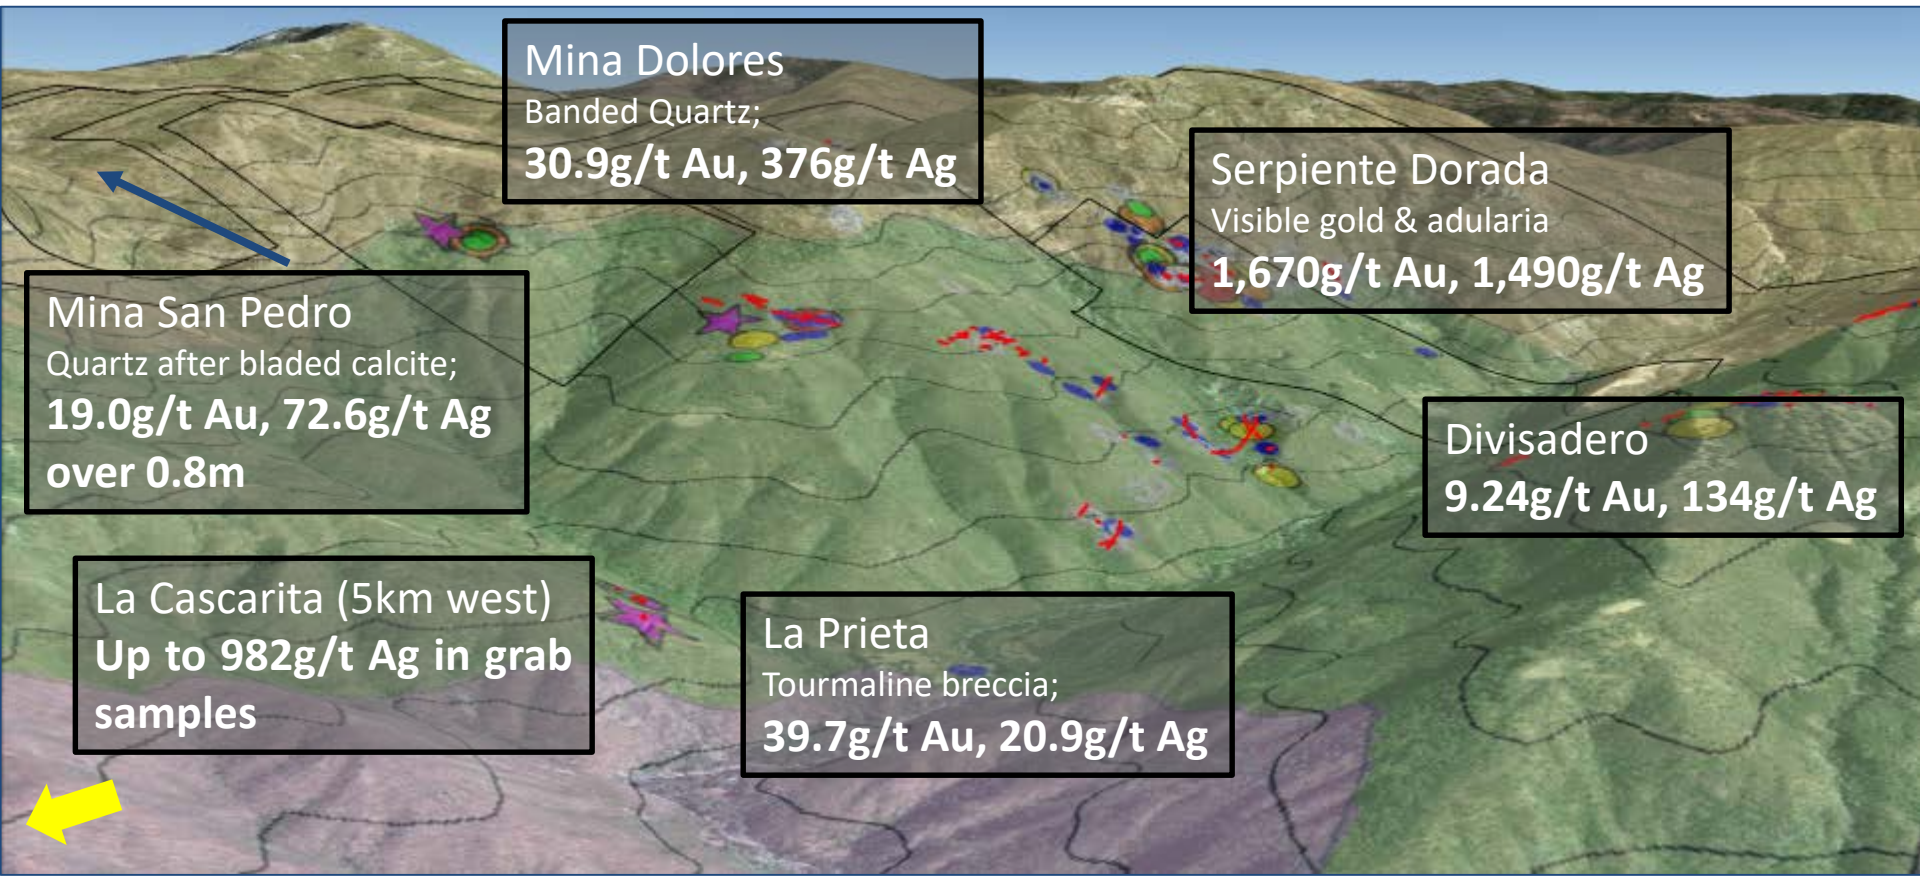 Mina Dolores
Banded Quartz;
30.9g/t Au, 376g/t Ag
Serpiente Dorada
Visible gold & adularia
1,670g/t Au, 1,490g/t Ag
Mina San Pedro
Quartz after bladed calcite;
19.0g/t Au, 72.6g/t Ag
over 0.8m
Divisadero
9.24g/t Au, 134g/t Ag
La Cascarita (5km west)
Up to 982g/t Ag in grab
samples
La Prieta
Tourmaline breccia;
39.7g/t Au, 20.9g/t Ag